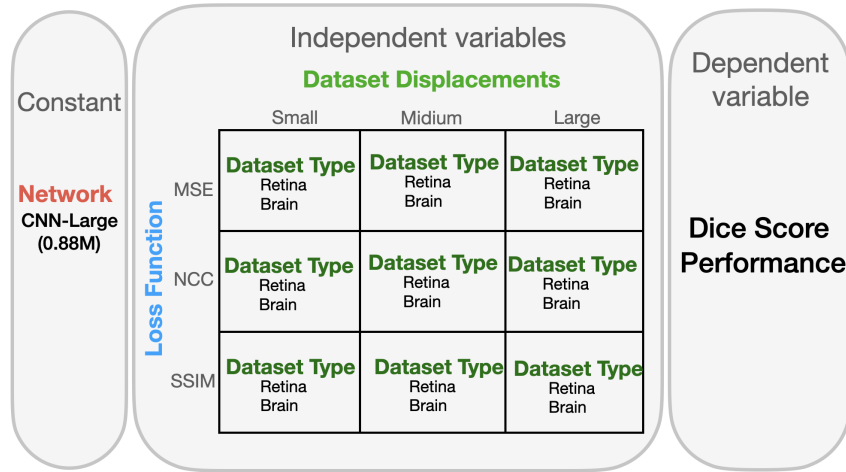 Constant
Network
CNN-Large
(0.88M)
Independent variables
Dataset Displacements
Small Midium Large
Loss Function
MSE
Dataset Type Dataset Type Dataset Type
Retina Retina Retina
Brain Brain Brain
NCC
Dataset Type Dataset Type Dataset Type
Retina Retina Retina
Brain Brain Brain
SSIM
Dataset Type Dataset Type Dataset Type
Retina Retina Retina
Brain Brain Brain
Dependent
variable
Dice Score
Performance